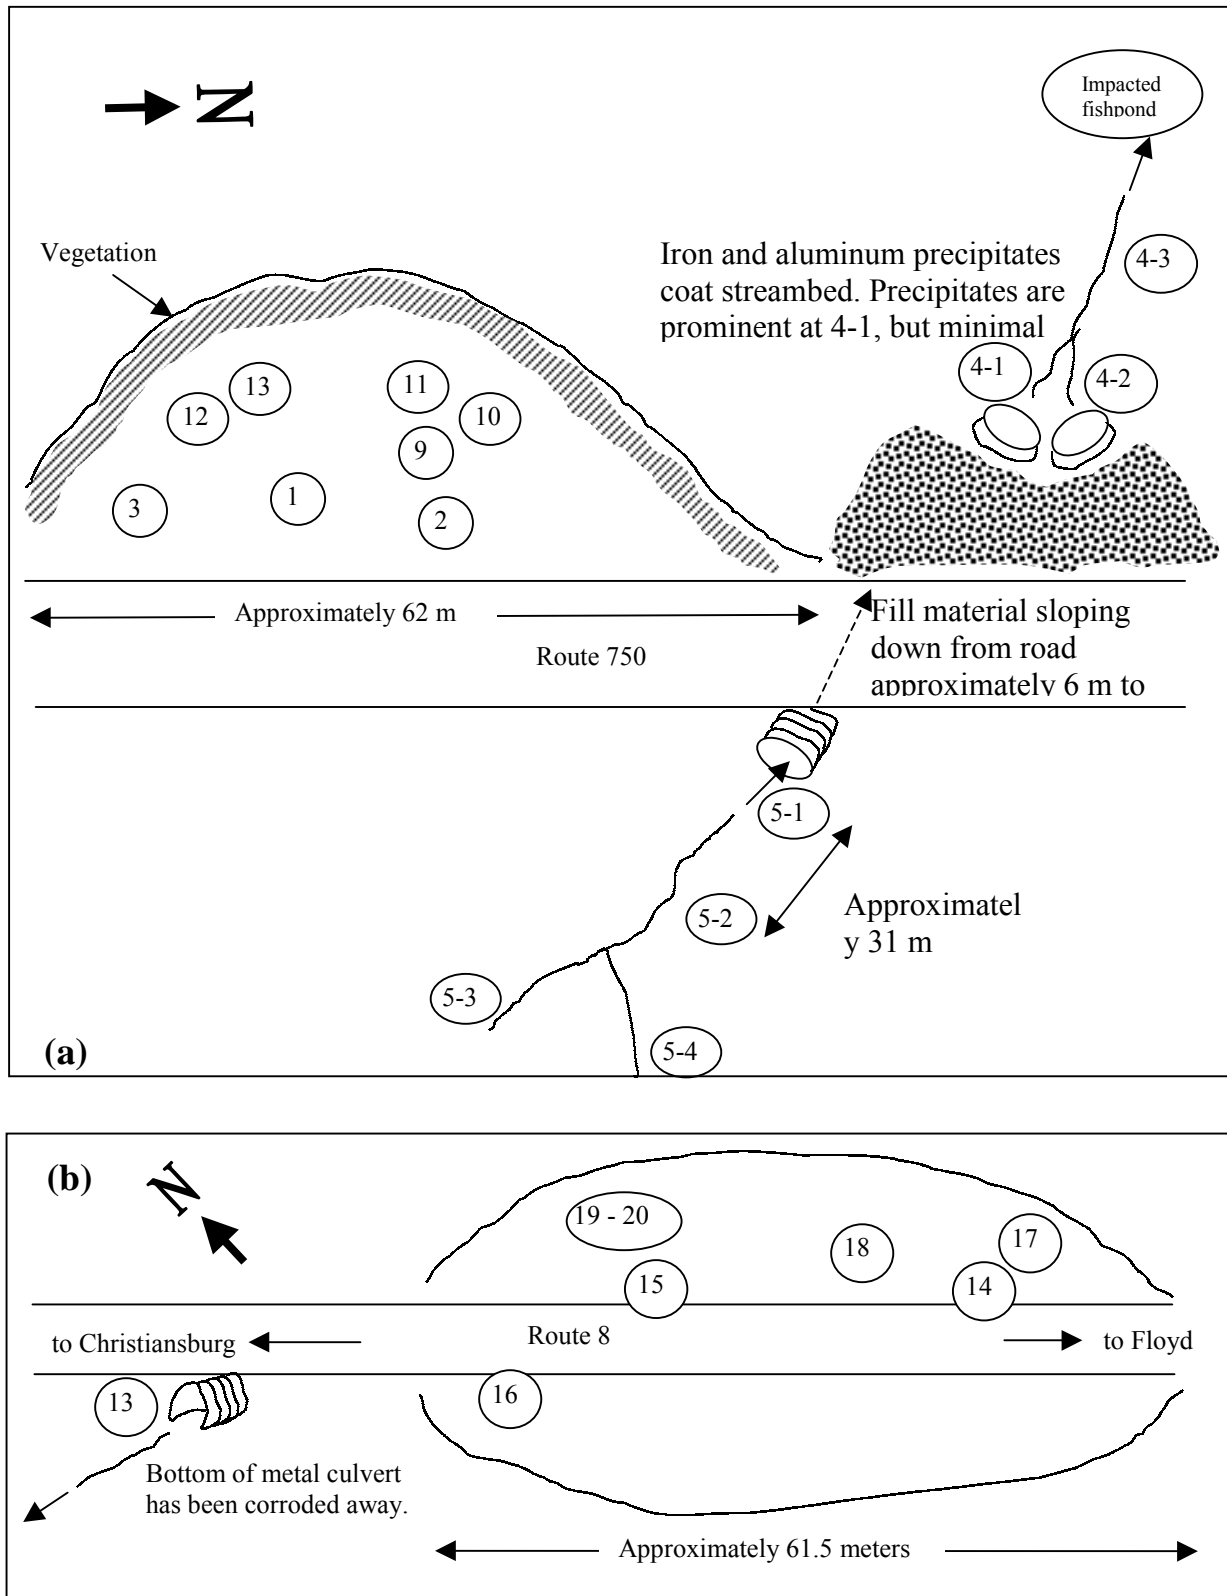 N
Impacted
fishpond
Vegetation
Iron and aluminum precipitates
coat streambed. Precipitates are
prominent at 4-1, but minimal
4-3
4-1
4-2
11
13
12
10
9
3
1
2
Approximately 62 m
Route 750
Fill material sloping
down from road
approximately 6 m to
5-1
5-2
Approximatel
y 31 m
5-3
5-4
(a)
(b)
N
19 - 20
17
18
15
14
to Christiansburg
Route 8
to Floyd
13
16
Bottom of metal culvert
has been corroded away.
Approximately 61.5 meters